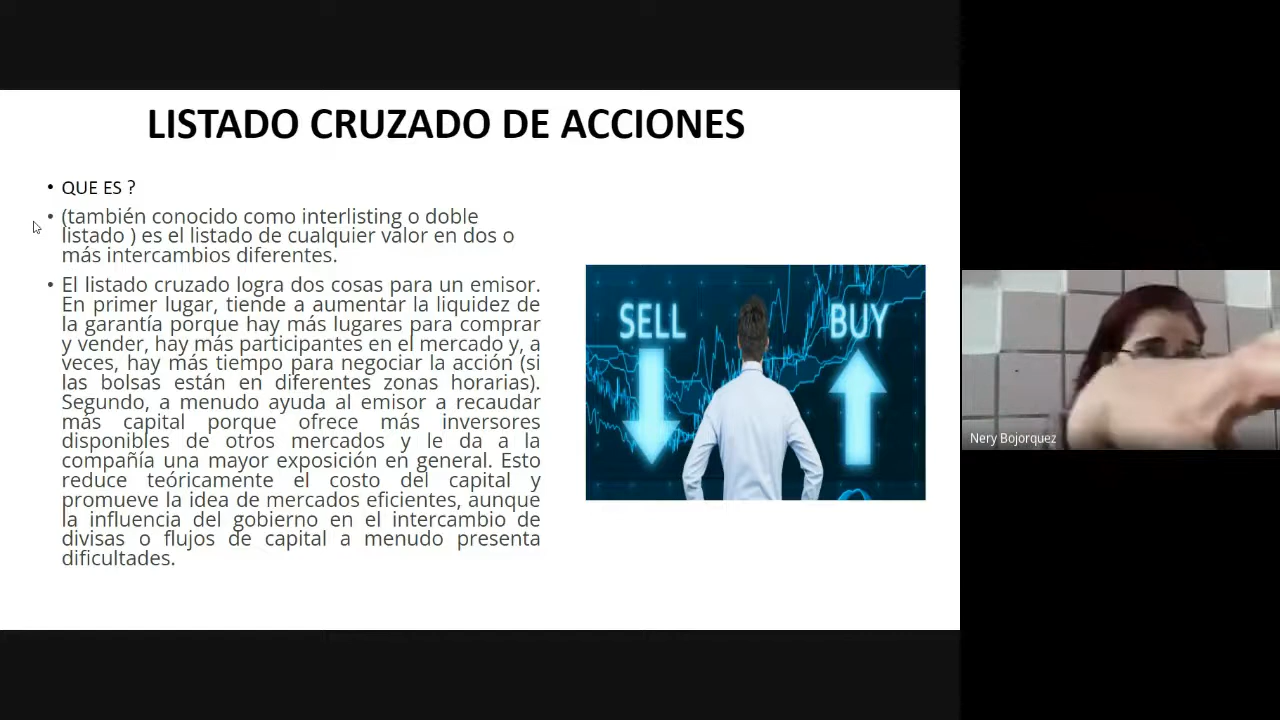 LISTADO CRUZADO DE ACCIONES
• QUE ES ?
• (también conocido como interlisting o doble
listado ) es el listado de cualquier valor en dos o
más intercambios diferentes.
• El listado cruzado logra dos cosas para un emisor.
En primer lugar, tiende a aumentar la liquidez de
la garantía porque hay más lugares para comprar
y vender, hay más participantes en el mercado y, a
veces, hay más tiempo para negociar la acción (si
las bolsas están en diferentes zonas horarias).
Segundo, a menudo ayuda al emisor a recaudar
más capital porque ofrece más inversores
disponibles de otros mercados y le da a la
compañía una mayor exposición en general. Esto
reduce teóricamente el costo del capital y
promueve la idea de mercados eficientes, aunque
la influencia del gobierno en el intercambio de
divisas o flujos de capital a menudo presenta
dificultades.
SELL
BUY
Nery Bojorquez